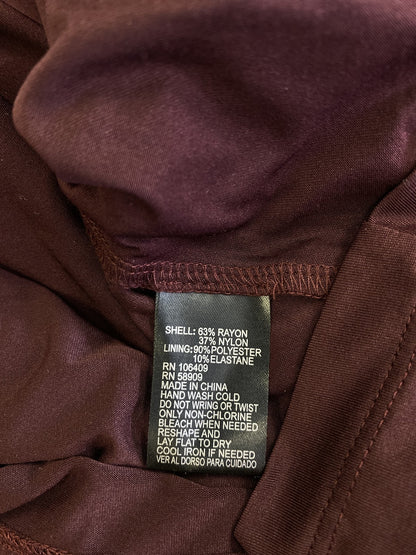 SHELL: 63% RAYON
37% NYLON
LINING: 90%POLYESTER
10%ELASTANE
RN 106409
RN 58909
MADE IN CHINA
HAND WASH COLD
DO NOT WRING OR TWIST
ONLY NON-CHLORINE
BLEACH WHEN NEEDED
RESHAPE AND
LAY FLAT TO DRY
COOL IRON IF NEEDED
VER AL DORSO PARA CUIDADO